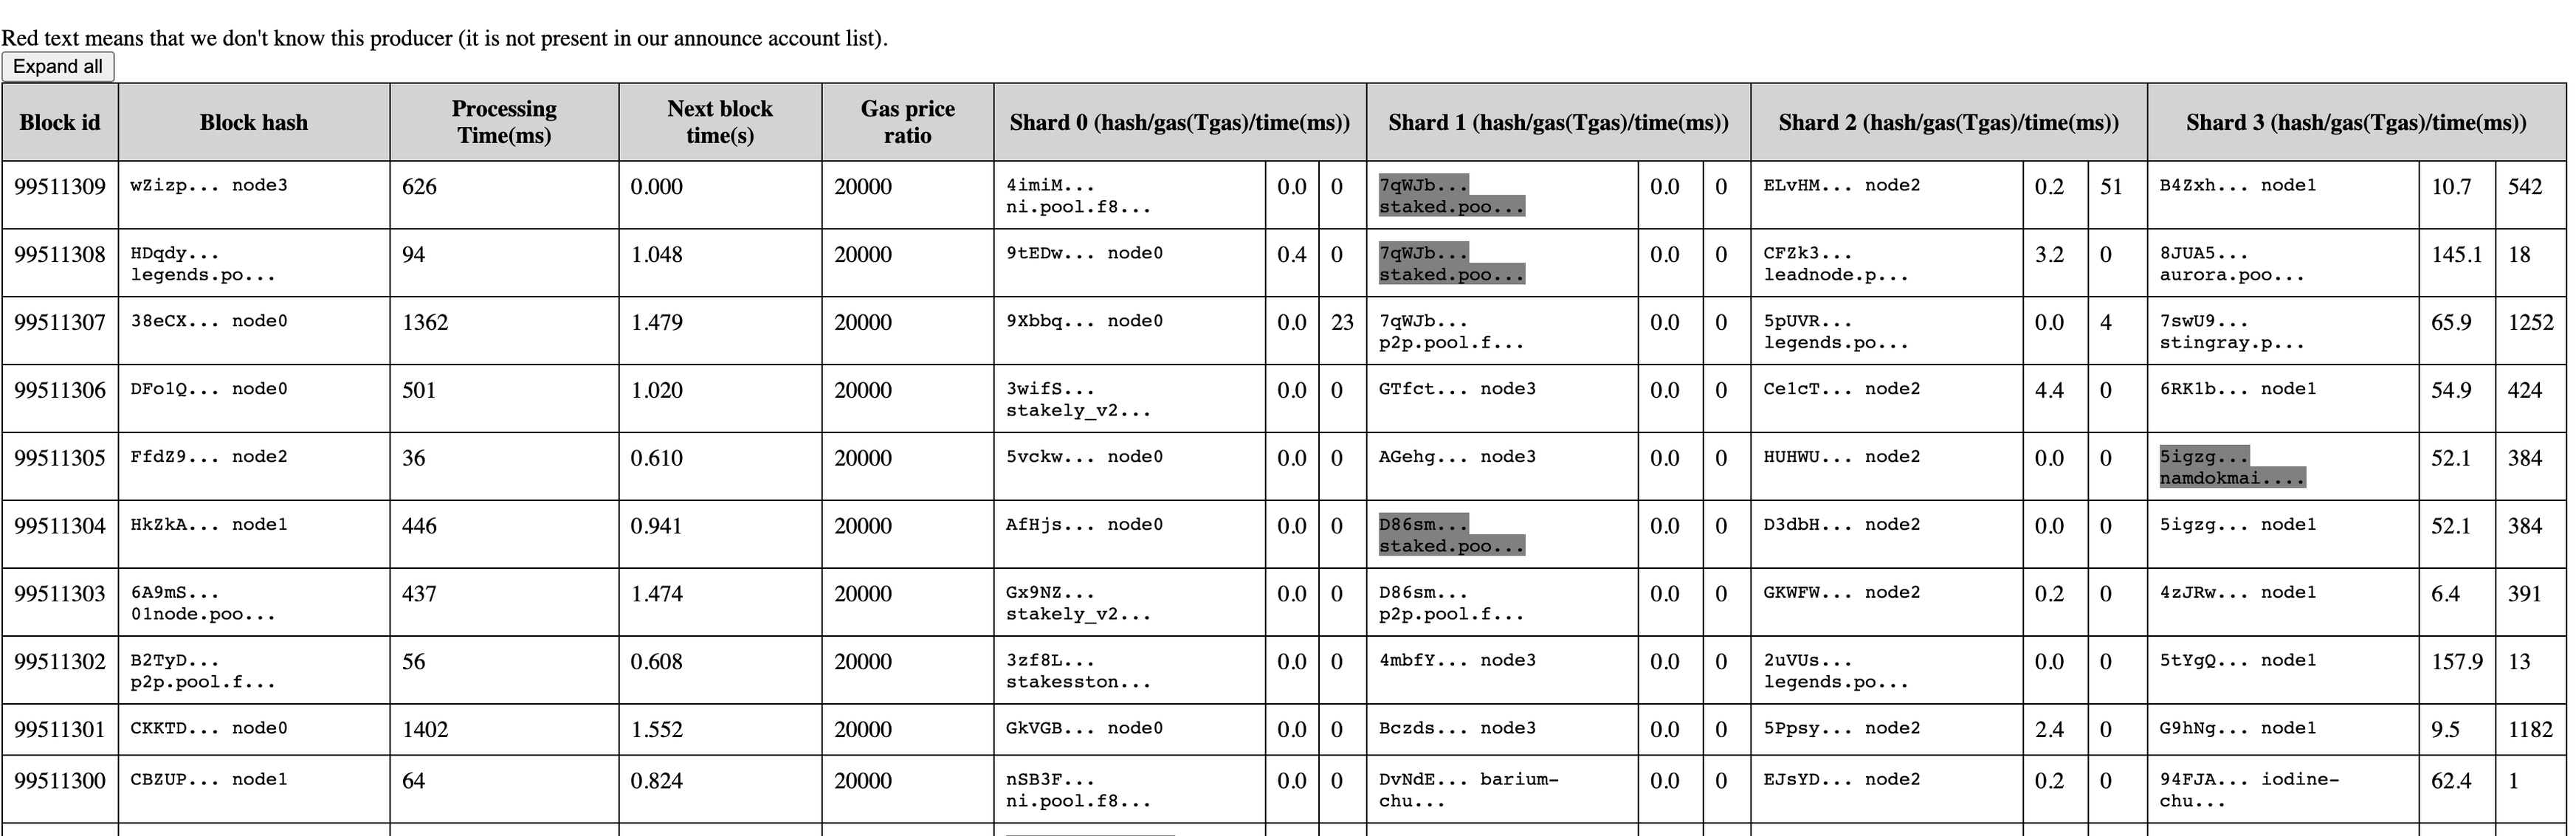 Red text means that we don't know this producer (it is not present in our announce account list).
Expand all
Block id Block hash Processing Time(ms) Next block time(s) Gas price ratio Shard 0 (hash/gas(Tgas)/time(ms)) Shard 1 (hash/gas(Tgas)/time(ms)) Shard 2 (hash/gas(Tgas)/time(ms)) Shard 3 (hash/gas(Tgas)/time(ms))
99511309 wZizp... node3 626 0.000 20000 4imiM... ni.pool.f8... 0.0 0 7qWJb... staked.poo... 0.0 0 ELvHM... node2 0.2 51 B4Zxh... node1 10.7 542
99511308 HDqdy... legends.po... 94 1.048 20000 9tEDw... node0 0.4 0 7qWJb... staked.poo... 0.0 0 CFZk3... leadnode.p... 3.2 0 8JUA5... aurora.poo... 145.1 18
99511307 38eCX... node0 1362 1.479 20000 9Xbbq... node0 0.0 23 7qWJb... p2p.pool.f... 0.0 0 5pUVR... legends.po... 0.0 4 7swU9... stingray.p... 65.9 1252
99511306 DFo1Q... node0 501 1.020 20000 3wifS... stakely_v2... 0.0 0 GTfct... node3 0.0 0 Ce1cT... node2 4.4 0 6RK1b... node1 54.9 424
99511305 FfdZ9... node2 36 0.610 20000 5vckw... node0 0.0 0 AGehg... node3 0.0 0 HUHWU... node2 0.0 0 5igzg... namdokmai.... 52.1 384
99511304 HkZkA... node1 446 0.941 20000 AfHjs... node0 0.0 0 D86sm... staked.poo... 0.0 0 D3dbH... node2 0.0 0 5igzg... node1 52.1 384
99511303 6A9mS... 01node.poo... 437 1.474 20000 Gx9NZ... stakely_v2... 0.0 0 D86sm... p2p.pool.f... 0.0 0 GKWFW... node2 0.2 0 4zJRw... node1 6.4 391
99511302 B2TyD... p2p.pool.f... 56 0.608 20000 3zf8L... stakesston... 0.0 0 4mbfY... node3 0.0 0 2uVUs... legends.po... 0.0 0 5tYgQ... node1 157.9 13
99511301 CKKTD... node0 1402 1.552 20000 GkVGB... node0 0.0 0 Bczds... node3 0.0 0 5Ppsy... node2 2.4 0 G9hNg... node1 9.5 1182
99511300 CBZUP... node1 64 0.824 20000 nSB3F... ni.pool.f8... 0.0 0 DvNdE... barium-chu... 0.0 0 EJsYD... node2 0.2 0 94FJA... iodine-chu... 62.4 1